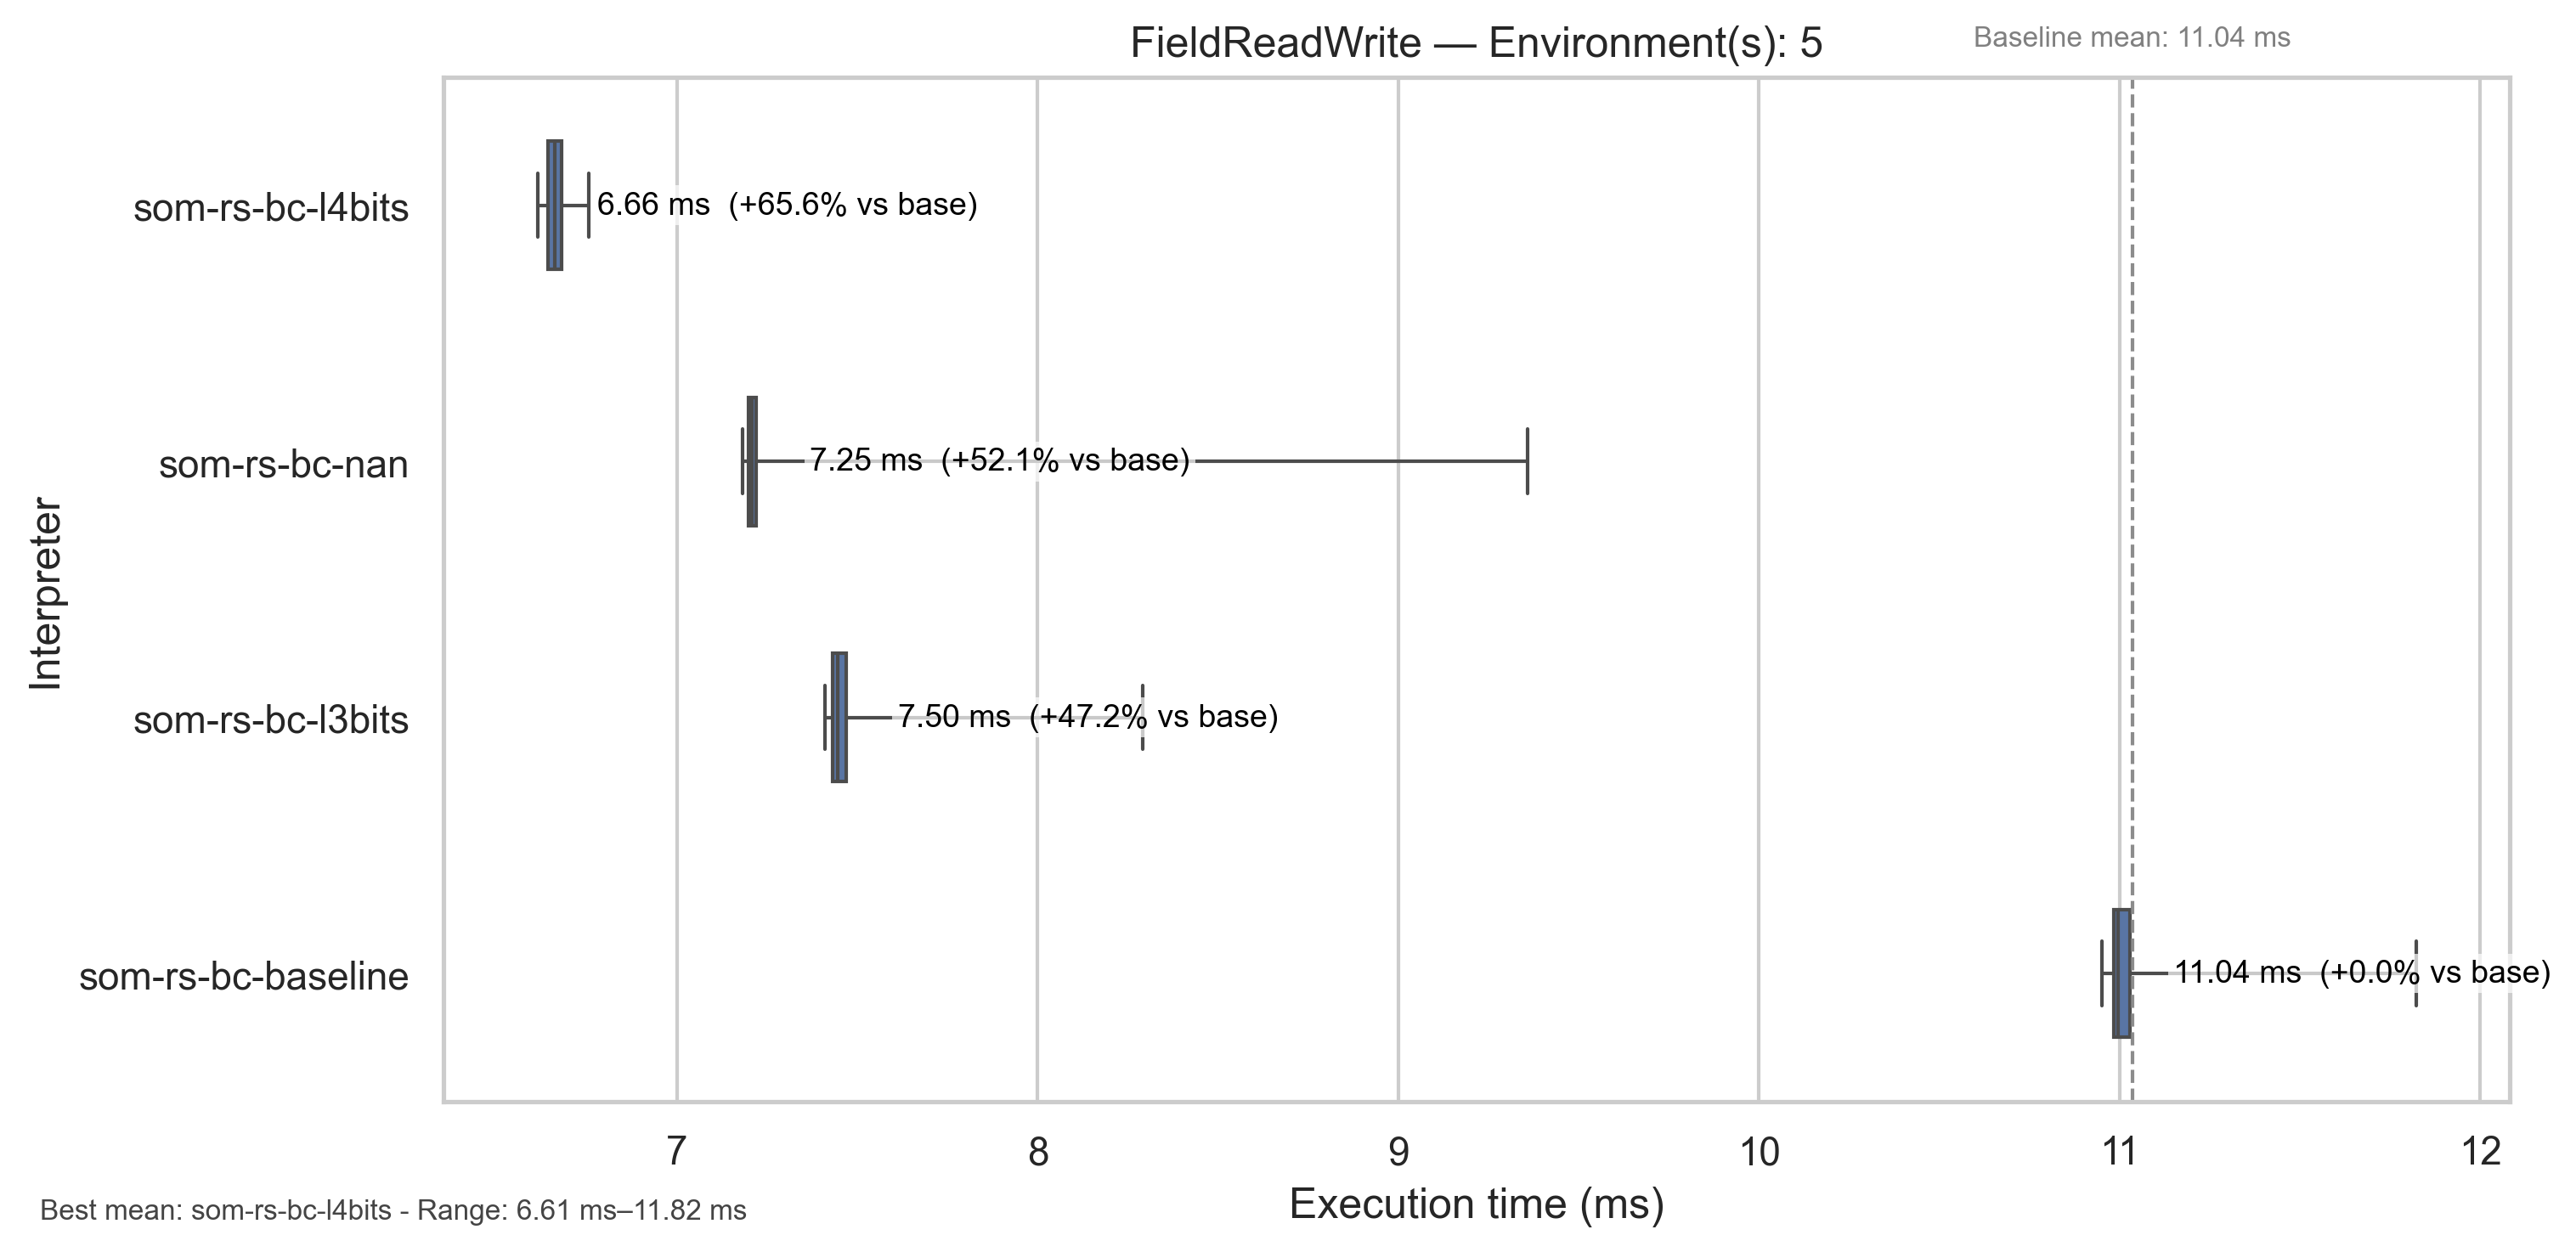 FieldReadWrite — Environment(s): 5
Baseline mean: 11.04 ms
Interpreter
som-rs-bc-l4bits
6.66 ms (+65.6% vs base)
som-rs-bc-nan
7.25 ms (+52.1% vs base)
som-rs-bc-l3bits
7.50 ms (+47.2% vs base)
som-rs-bc-baseline
11.04 ms (+0.0% vs base)
7 8 9 10 11 12
Execution time (ms)
Best mean: som-rs-bc-l4bits - Range: 6.61 ms–11.82 ms